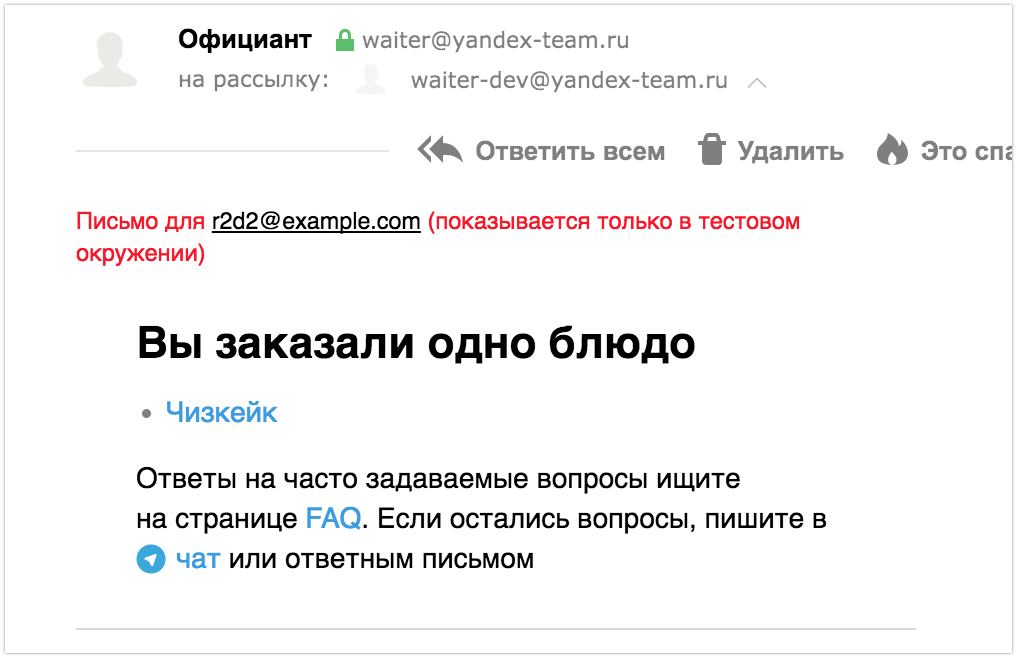 Официант waiter@yandex-team.ru
на рассылку: waiter-dev@yandex-team.ru
Ответить всем Удалить Это спа
Письмо для r2d2@example.com (показывается только в тестовом
окружении)
Вы заказали одно блюдо
• Чизкейк
Ответы на часто задаваемые вопросы ищите
на странице FAQ. Если остались вопросы, пишите в
чат или ответным письмом